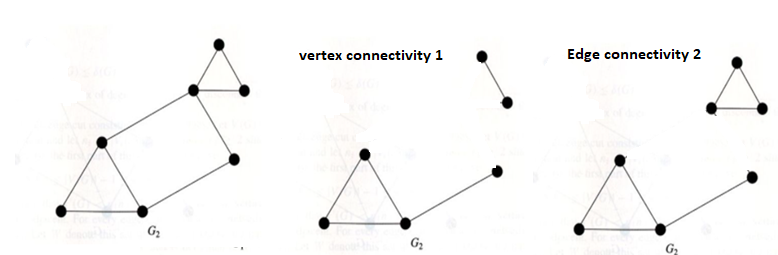 vertex connectivity 1
Edge connectivity 2
G₂
G₂
G₂